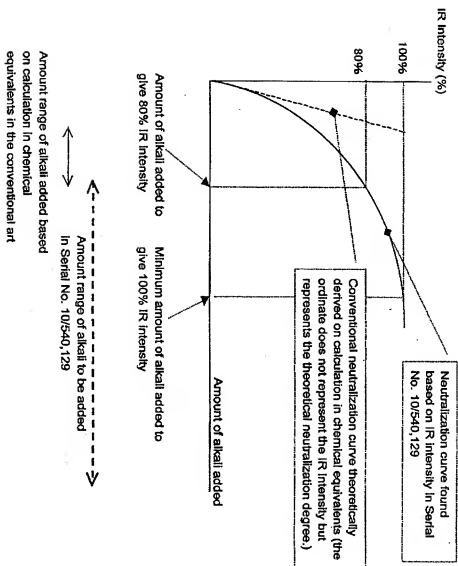 IR Intensity (%)
100%
80%
Neutralization curve found
based on IR intensity in Serial
No. 10/540,129
Conventional neutralization curve theoretically
derived on calculation in chemical equivalents (the
ordinate does not represent the IR Intensity but
represents the theoretical neutralization degree.)
Amount of alkali added
Amount of alkali added to
give 80% IR Intensity
Minimum amount of alkali added to
give 100% IR intensity
Amount range of alkali to be added
in Serial No. 10/540,129
Amount range of alkali added based
on calculation in chemical
equivalents in the conventional art